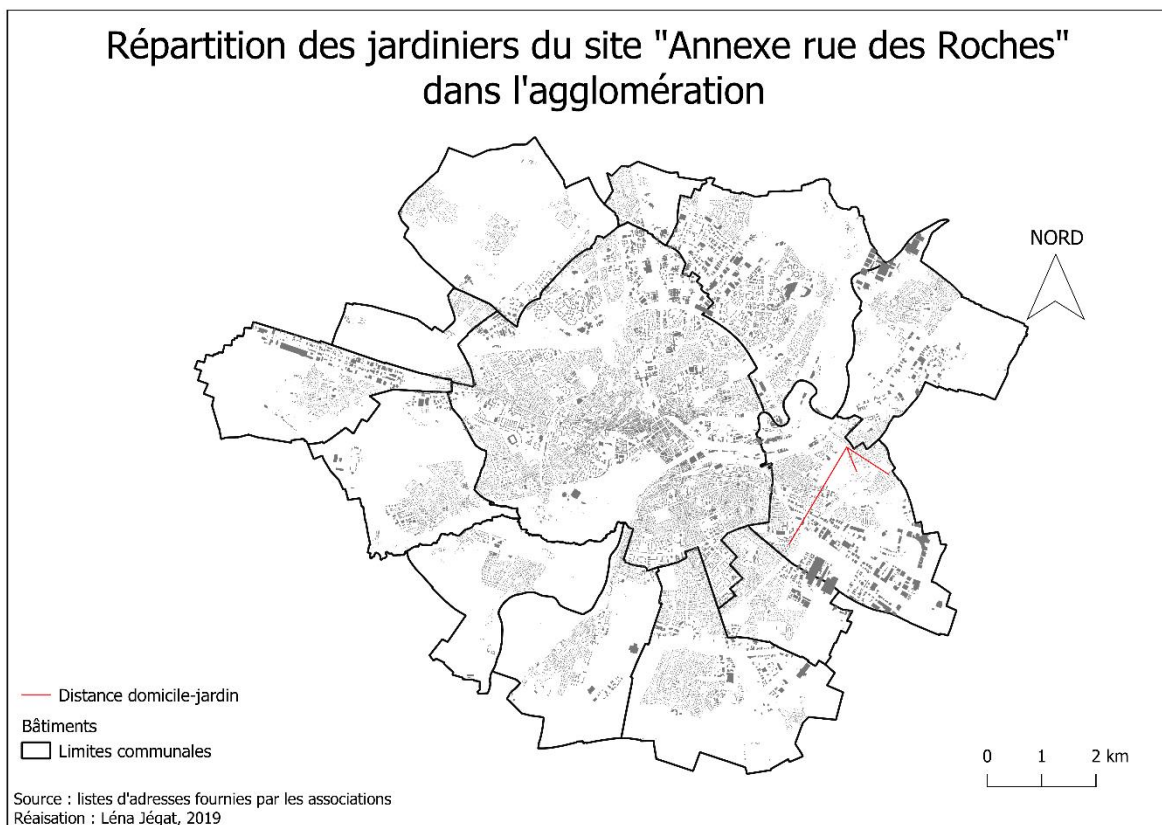 Répartition des jardiniers du site "Annexe rue des Roches"
dans l'agglomération
NORD
Distance domicile-jardin
Bâtiments
Limites communales
0 1 2 km
Source : listes d'adresses fournies par les associations
Réaisation : Léna Jégat, 2019